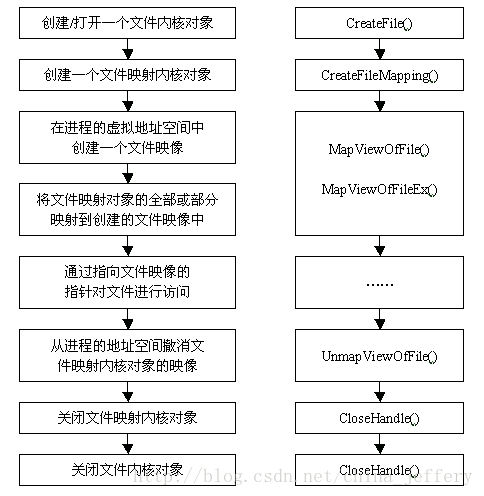 创建/打开一个文件内核对象
创建一个文件映射内核对象
在进程的虚拟地址空间中
创建一个文件映像
将文件映射对象的全部或部分
映射到创建的文件映像中
通过指向文件映像的
指针对文件进行访问
从进程的地址空间撤消文
件映射内核对象的映像
关闭文件映射内核对象
关闭文件内核对象
CreateFile()
CreateFileMapping()
MapViewOfFile()
MapViewOfFileEx()
……
UnmapViewOfFile()
CloseHandle()
CloseHandle()
http://blog.csdn.net/china_jeffery